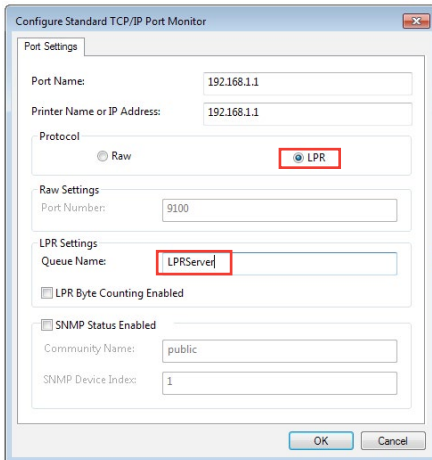 Configure Standard TCP/IP Port Monitor
Port Settings
Port Name: 192.168.1.1
Printer Name or IP Address: 192.168.1.1
Protocol
Raw LPR
Raw Settings
Port Number: 9100
LPR Settings
Queue Name: LPRServer
LPR Byte Counting Enabled
SNMP Status Enabled
Community Name: public
SNMP Device Index: 1
OK Cancel